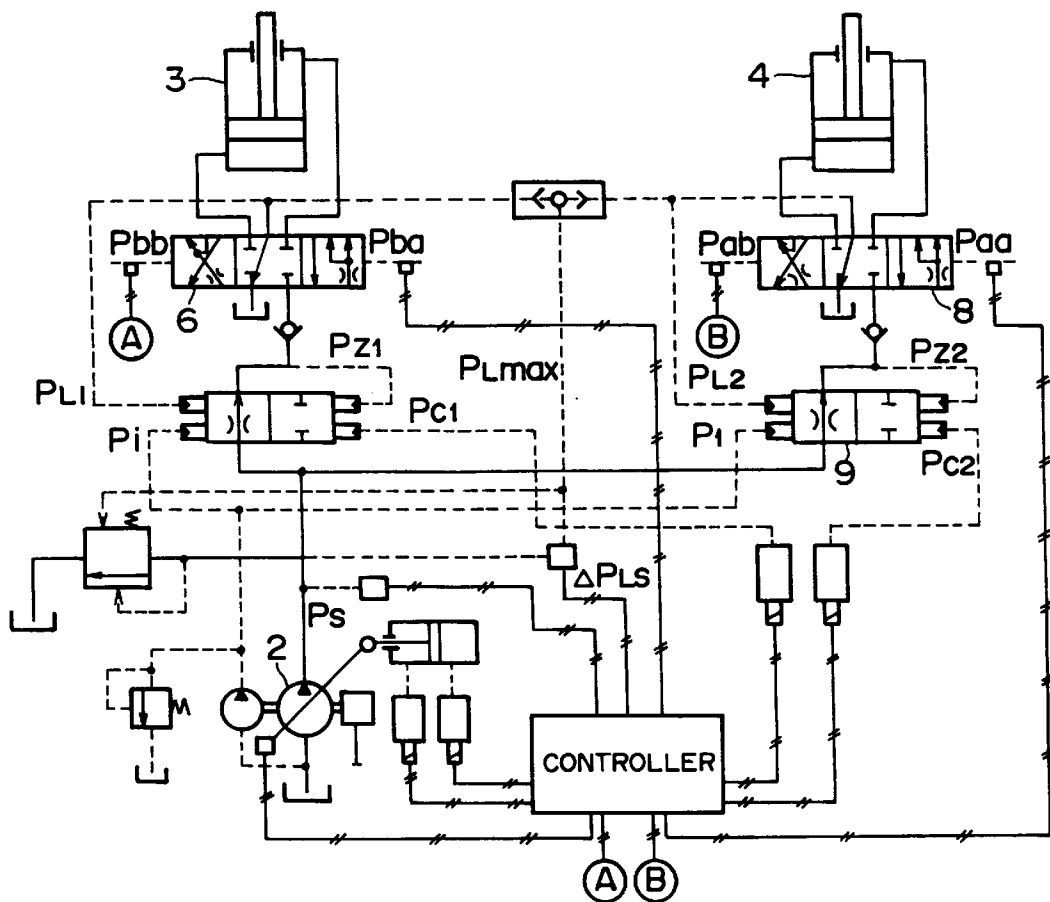 3
4
Pbb
Pba
Pab
Paa
6
8
A
B
PZ1
PZ2
PLmax
PL1
PL2
Pi
PC1
P1
9
PC2
ΔPLS
PS
2
CONTROLLER
A
B